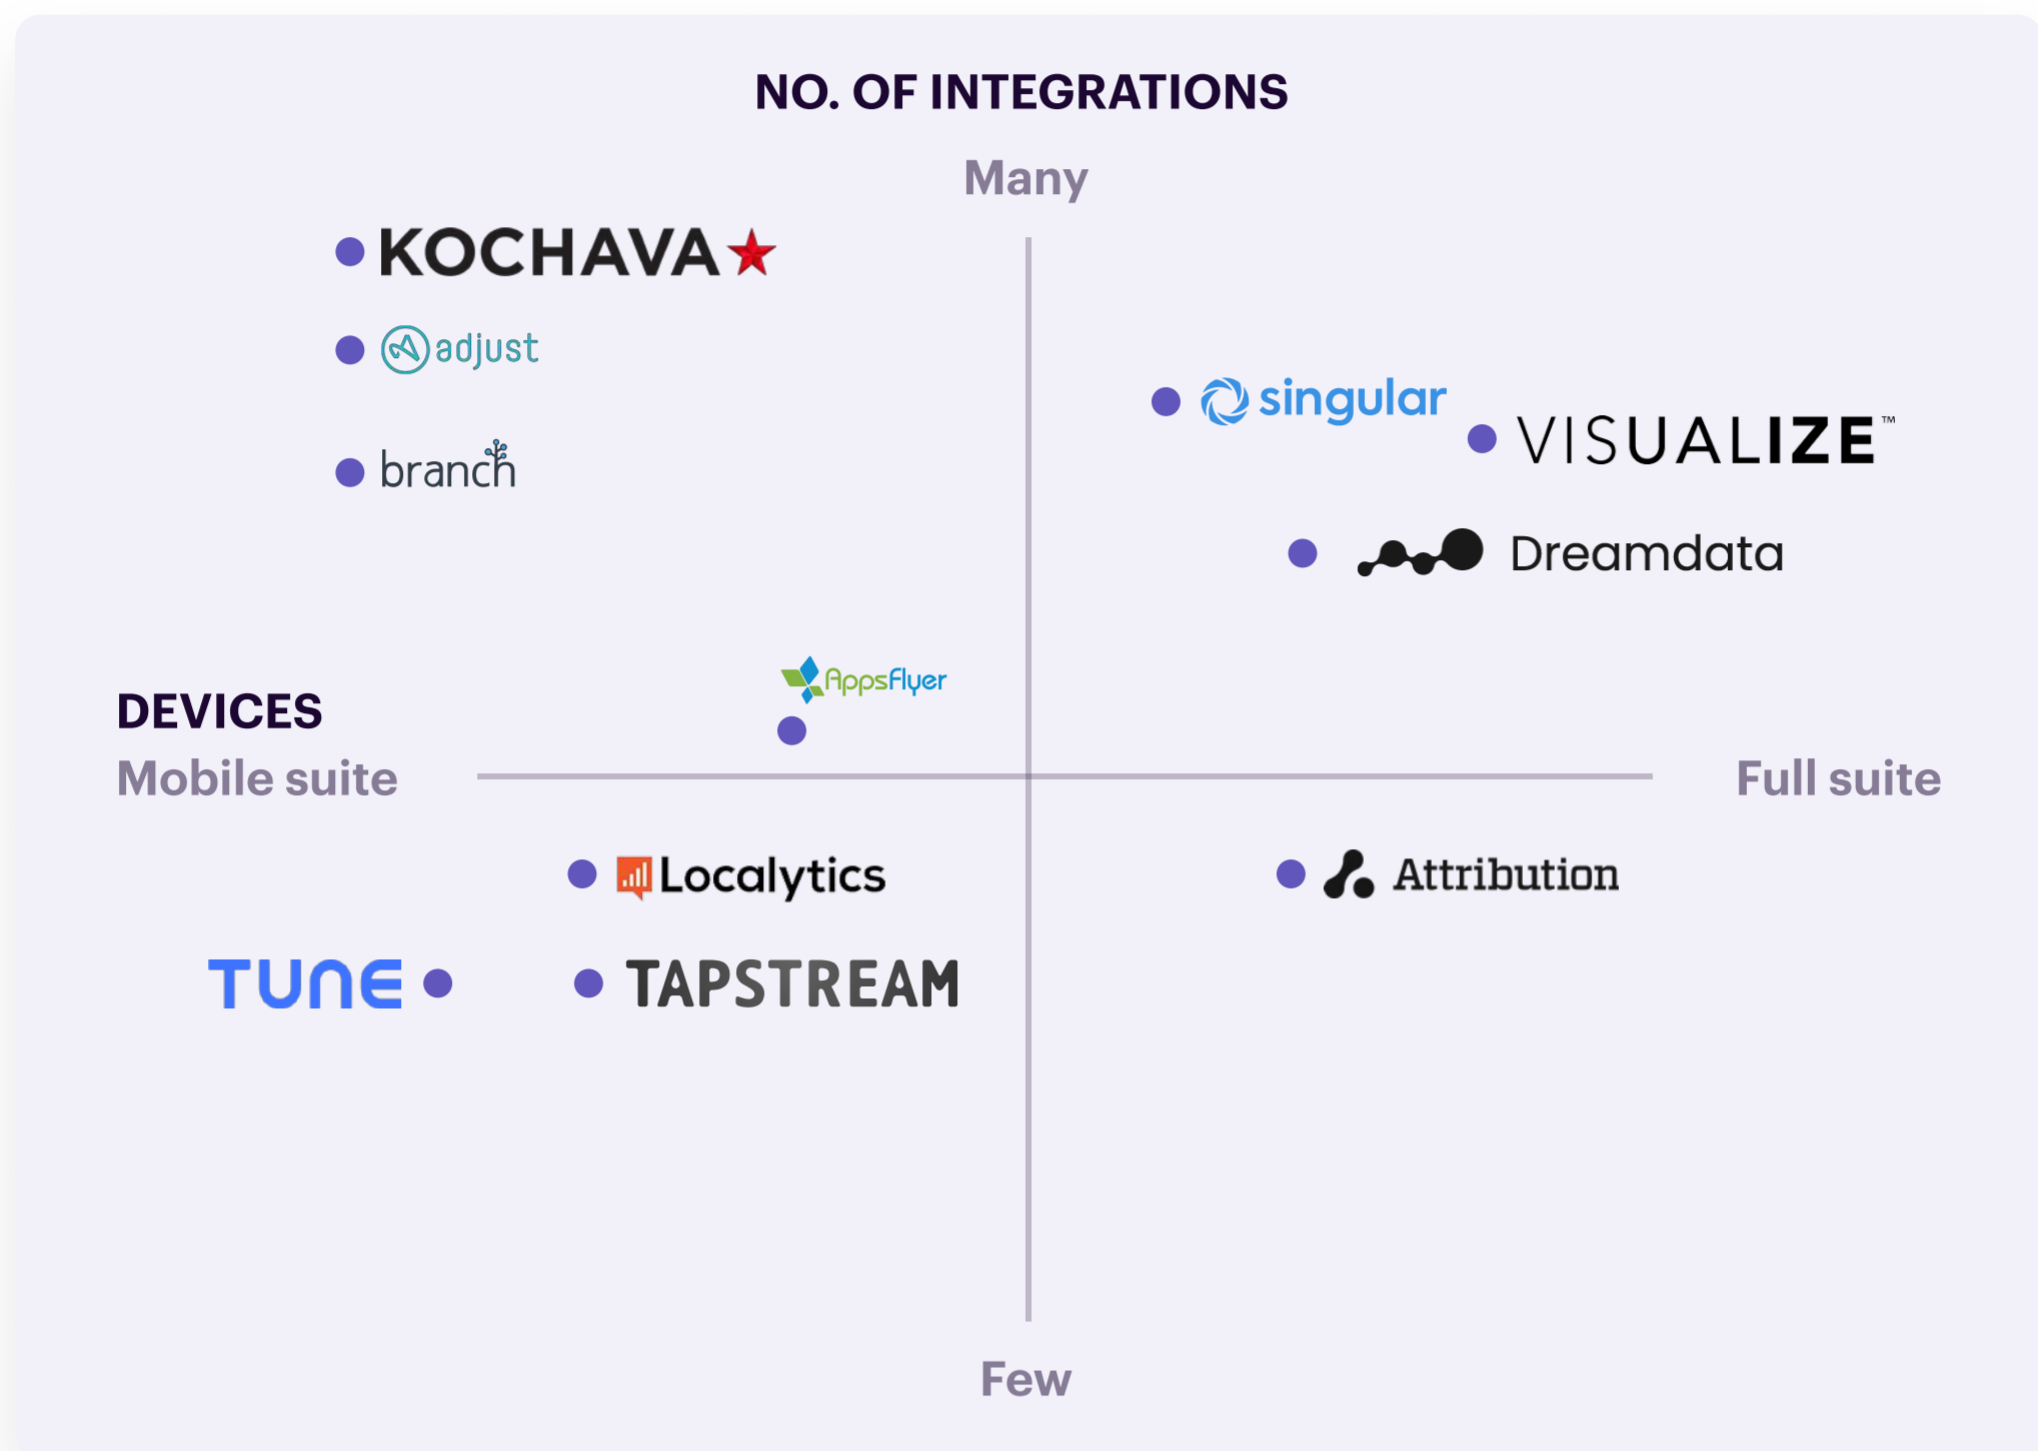 NO. OF INTEGRATIONS
Many
KOCHAVA
adjust
branch
singular
VISUALIZE™
Dreamdata
AppsFlyer
DEVICES
Mobile suite
Full suite
Localytics
Attribution
TUNE
TAPSTREAM
Few